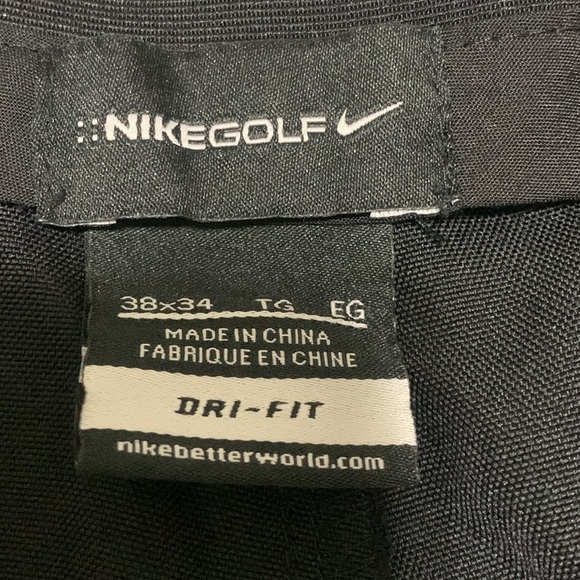 NIKEGOLF
38x34 TG EG
MADE IN CHINA
FABRIQUE EN CHINE
DRI-FIT
nikebetterworld.com